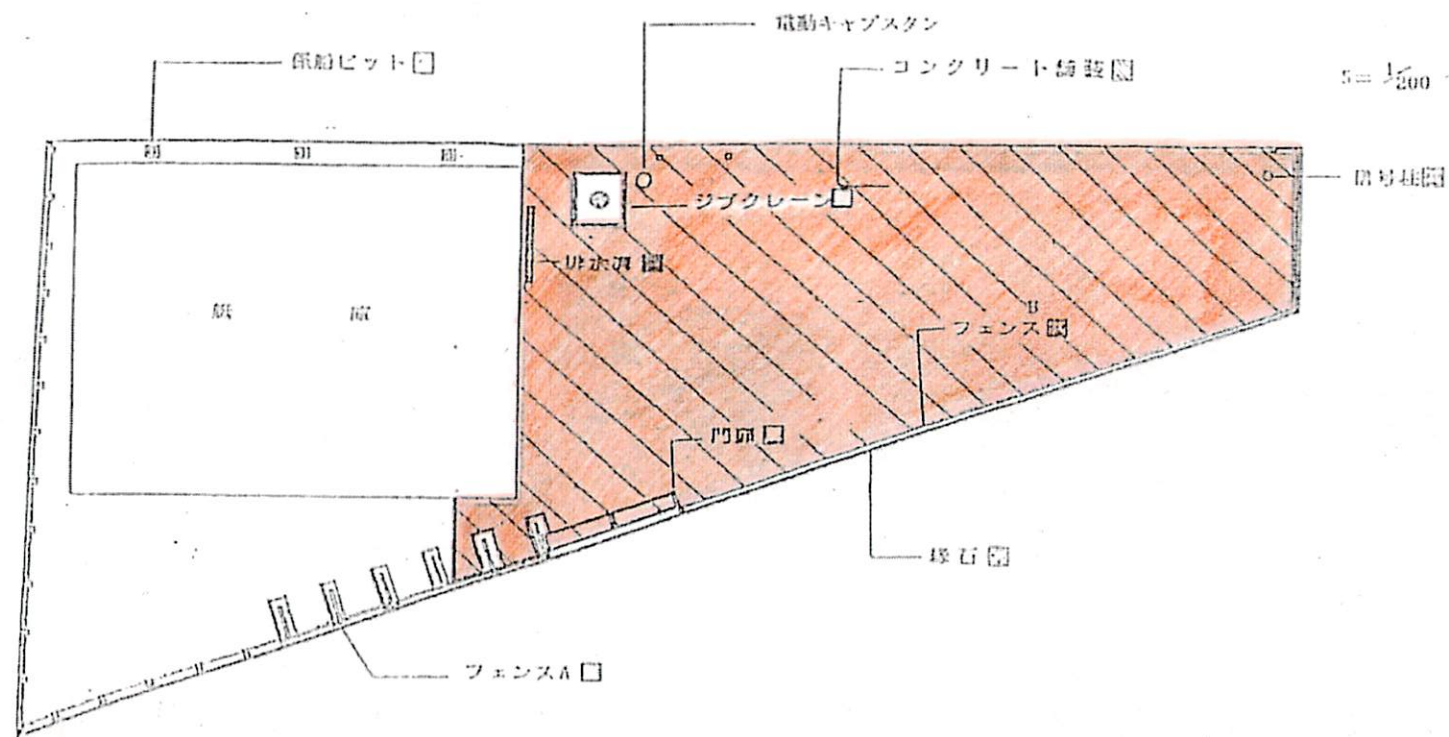 電動キャプスタン
係船ビット
コンクリート舗装
S=1/200
信号柱
ジブクレーン
排水溝
B
フェンス
門扉
縁石
フェンスA